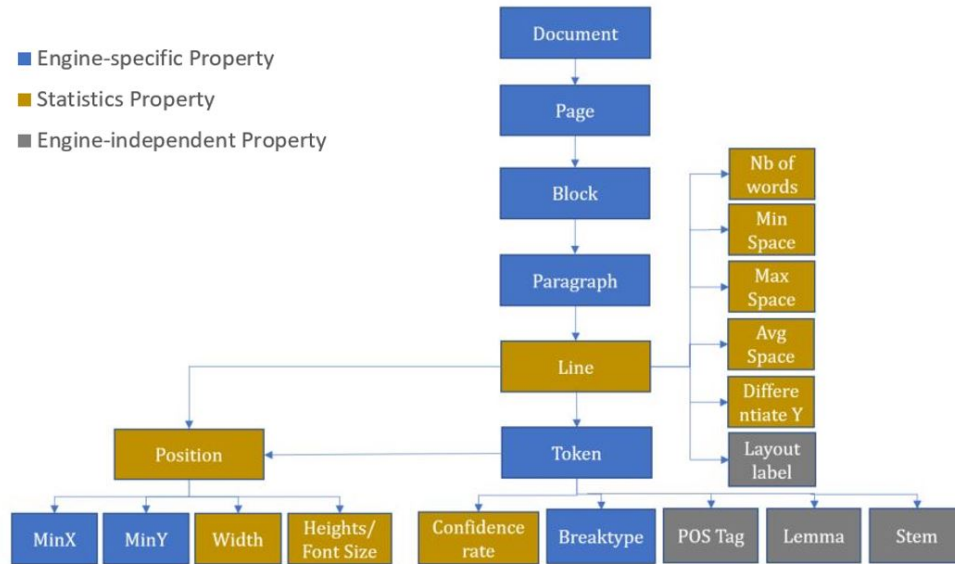 Engine-specific Property
Statistics Property
Engine-independent Property
Document
Page
Block
Paragraph
Line
Token
Position
Nb of
words
Min
Space
Max
Space
Avg
Space
Differe
ntiate Y
Layout
label
MinX
MinY
Width
Heights/
Font Size
Confidence
rate
Breaktype
POS Tag
Lemma
Stem